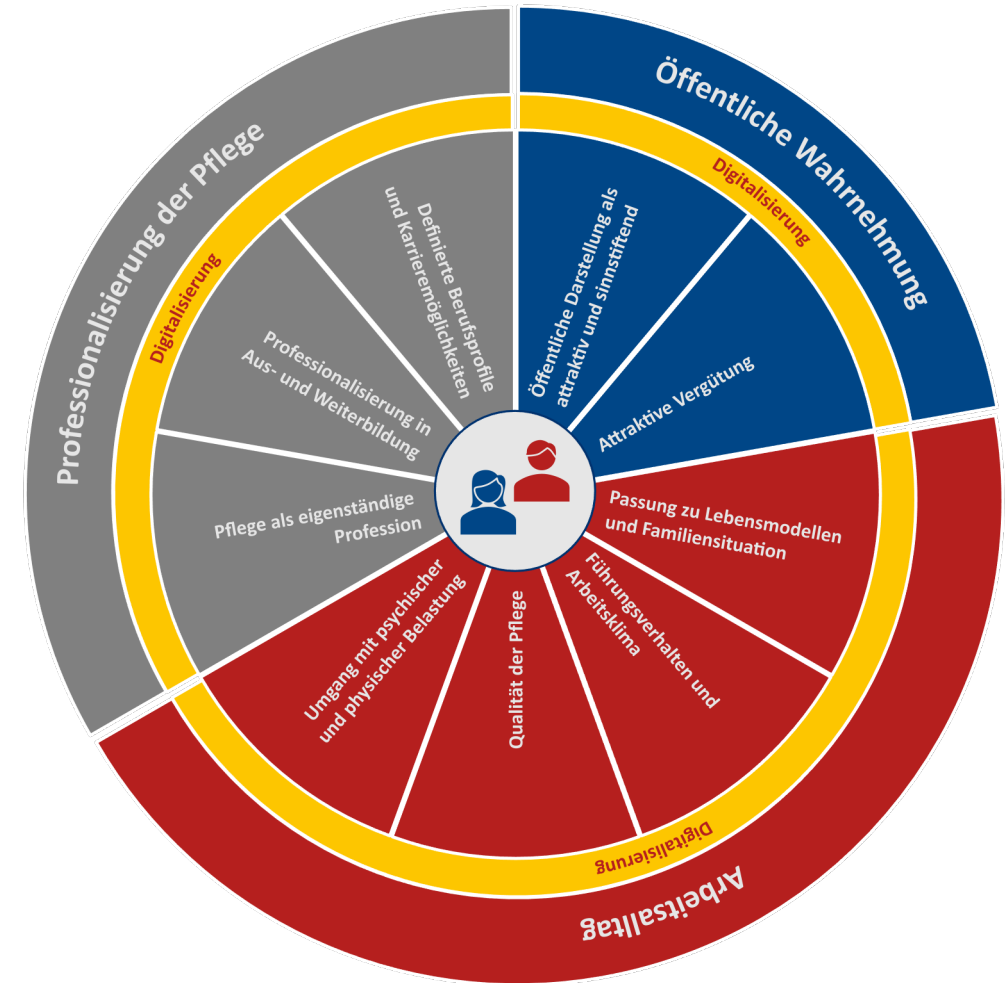 Öffentliche Wahrnehmung
Digitalisierung
Öffentliche Darstellung als
attraktiv und sinnstiftend
Attraktive Vergütung
Arbeitsalltag
Digitalisierung
Passung zu Lebensmodellen
und Familiensituation
Führungsverhalten und
Arbeitsklima
Qualität der Pflege
Umgang mit psychischer
und physischer Belastung
Professionalisierung der Pflege
Digitalisierung
Pflege als eigenständige
Profession
Professionalisierung in
Aus- und Weiterbildung
Definierte Berufsprofile
und Karrieremöglichkeiten